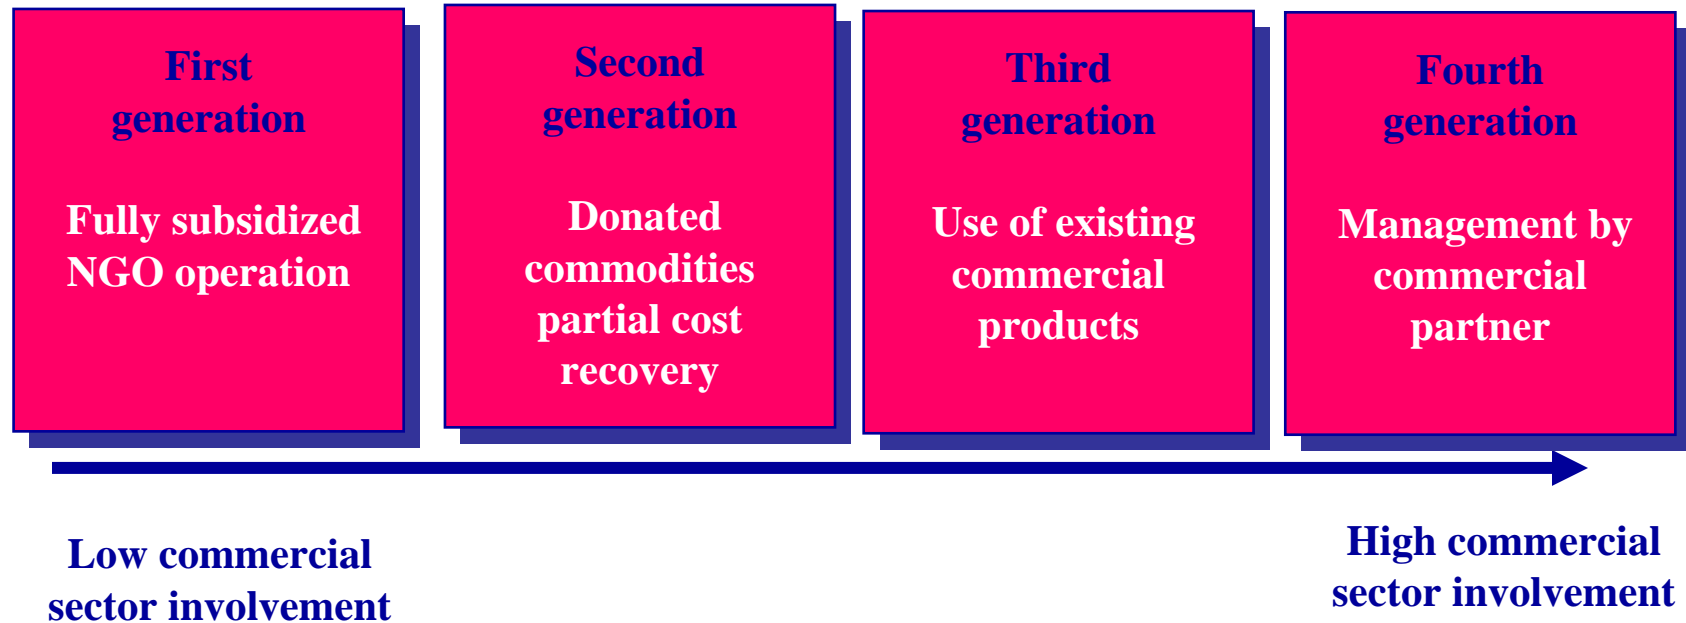 First
generation
Fully subsidized
NGO operation
Second
generation
Donated
commodities
partial cost
recovery
Third
generation
Use of existing
commercial
products
Fourth
generation
Management by
commercial
partner
Low commercial
sector involvement
High commercial
sector involvement